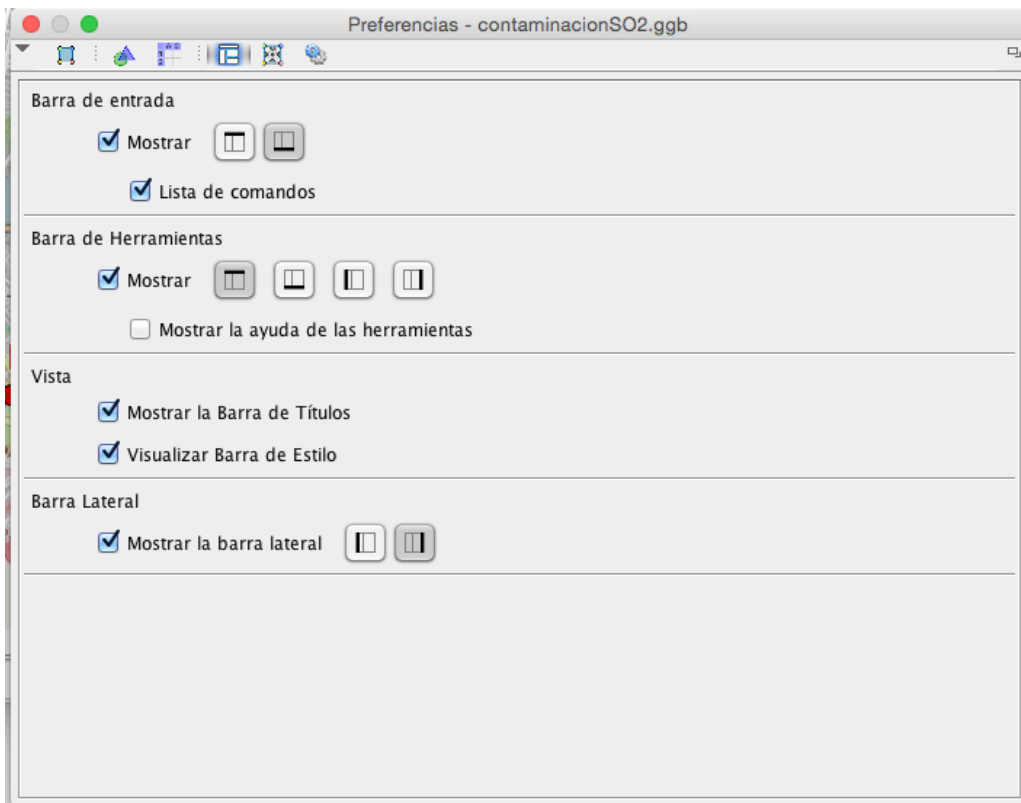 Preferencias - contaminacionSO2.ggb
Barra de entrada
Mostrar
Lista de comandos
Barra de Herramientas
Mostrar
Mostrar la ayuda de las herramientas
Vista
Mostrar la Barra de Títulos
Visualizar Barra de Estilo
Barra Lateral
Mostrar la barra lateral